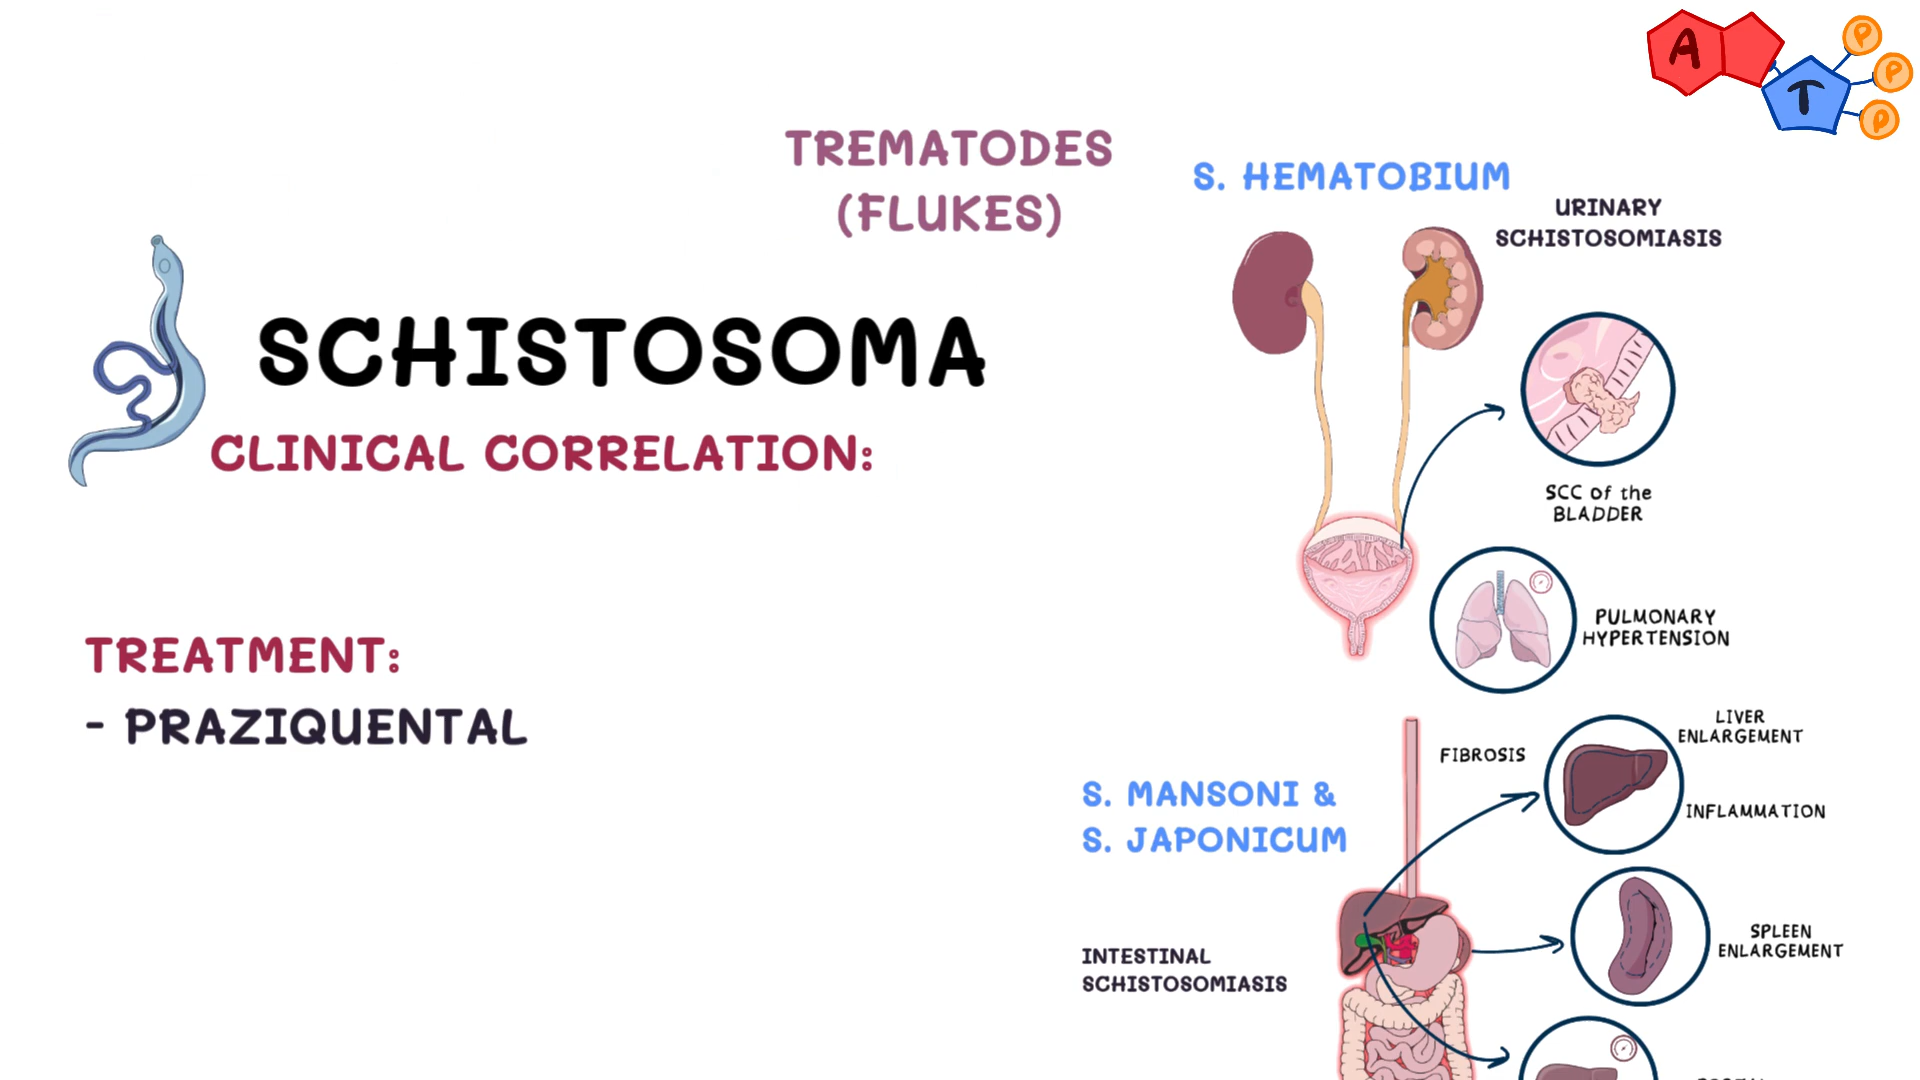 A
T
P
P
P
TREMATODES
(FLUKES)
SCHISTOSOMA
CLINICAL CORRELATION:
TREATMENT:
- PRAZIQUENTAL
S. HEMATOBIUM
URINARY
SCHISTOSOMIASIS
SCC of the
BLADDER
PULMONARY
HYPERTENSION
S. MANSONI &
S. JAPONICUM
INTESTINAL
SCHISTOSOMIASIS
FIBROSIS
LIVER
ENLARGEMENT
INFLAMMATION
SPLEEN
ENLARGEMENT